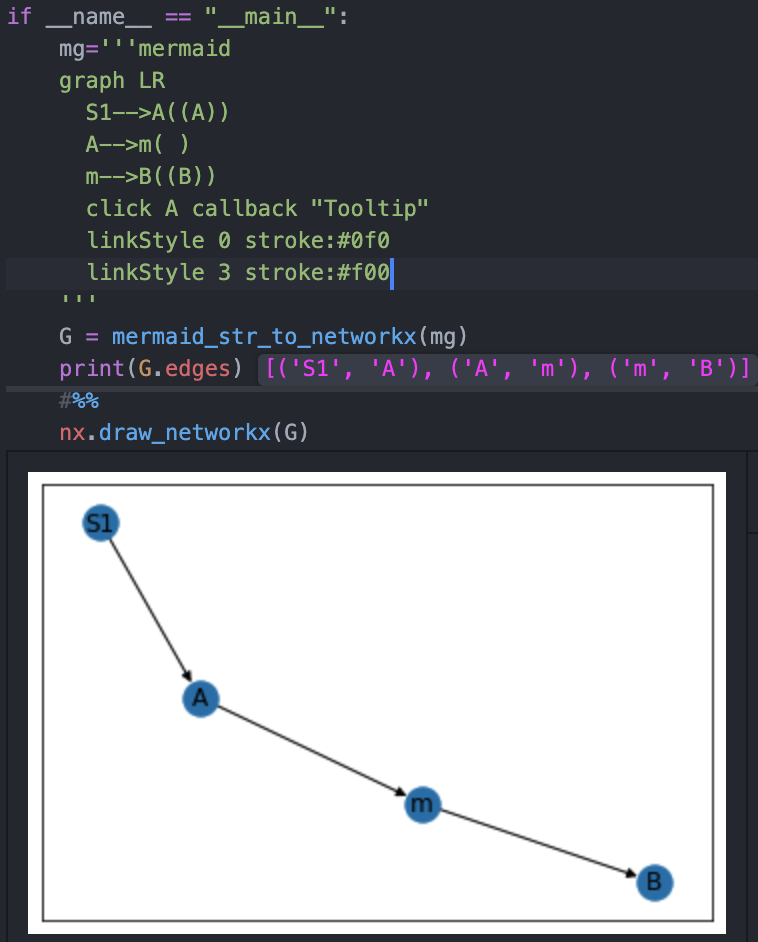 if __name__ == "__main__":
    mg='''mermaid
    graph LR
      S1-->A((A))
      A-->m( )
      m-->B((B))
      click A callback "Tooltip"
      linkStyle 0 stroke:#0f0
      linkStyle 3 stroke:#f00
    '''
    G = mermaid_str_to_networkx(mg)
    print(G.edges) [('S1', 'A'), ('A', 'm'), ('m', 'B')]
    #%%
    nx.draw_networkx(G)
S1
A
m
B